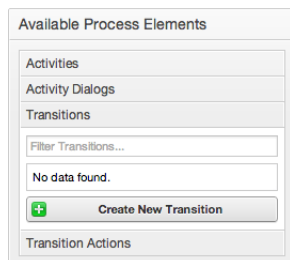 Available Process Elements
Activities
Activity Dialogs
Transitions
Filter Transitions...
No data found.
Create New Transition
Transition Actions